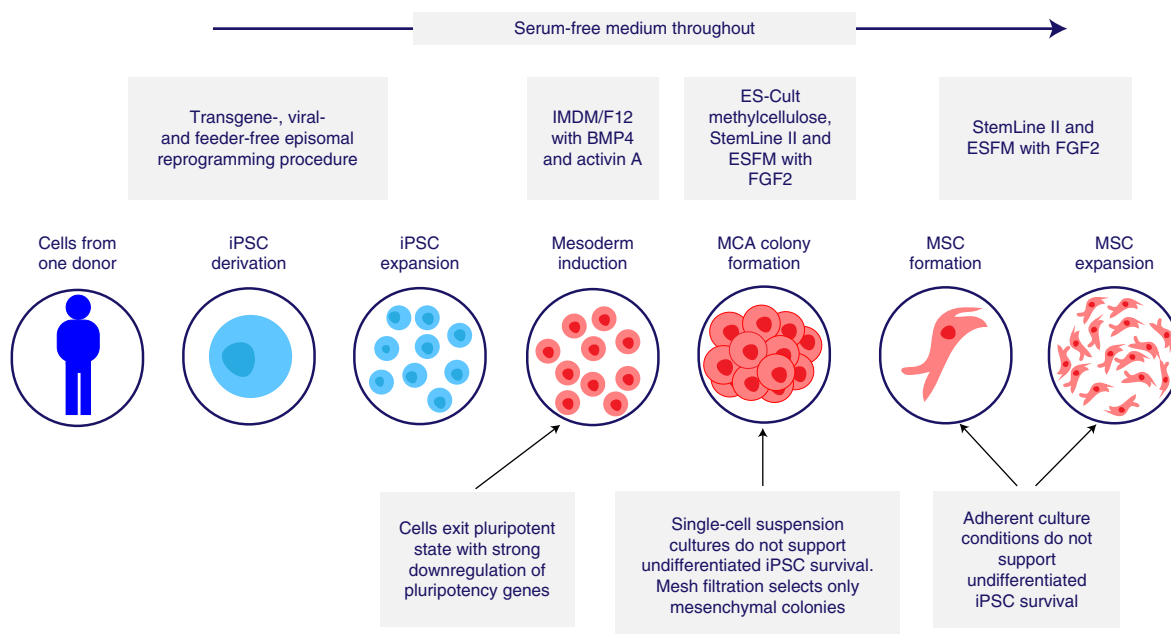 Serum-free medium throughout
Transgene-, viral-
and feeder-free episomal
reprogramming procedure
IMDM/F12
with BMP4
and activin A
ES-Cult
methylcellulose,
StemLine II and
ESFM with
FGF2
StemLine II and
ESFM with FGF2
Cells from
one donor
iPSC
derivation
iPSC
expansion
Mesoderm
induction
MCA colony
formation
MSC
formation
MSC
expansion
Cells exit pluripotent
state with strong
downregulation of
pluripotency genes
Single-cell suspension
cultures do not support
undifferentiated iPSC survival.
Mesh filtration selects only
mesenchymal colonies
Adherent culture
conditions do not
support
undifferentiated
iPSC survival